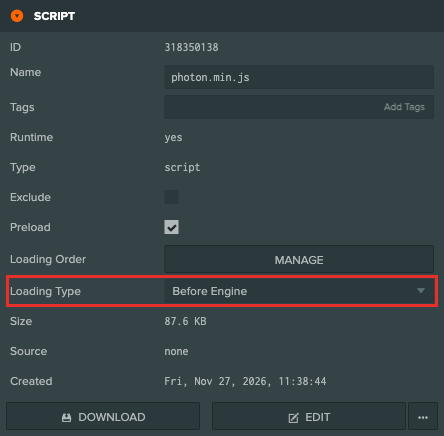 SCRIPT
ID 318350138
Name photon.min.js
Tags Add Tags
Runtime yes
Type script
Exclude
Preload
Loading Order MANAGE
Loading Type Before Engine
Size 87.6 KB
Source none
Created Fri, Nov 27, 2026, 11:38:44
DOWNLOAD EDIT ...